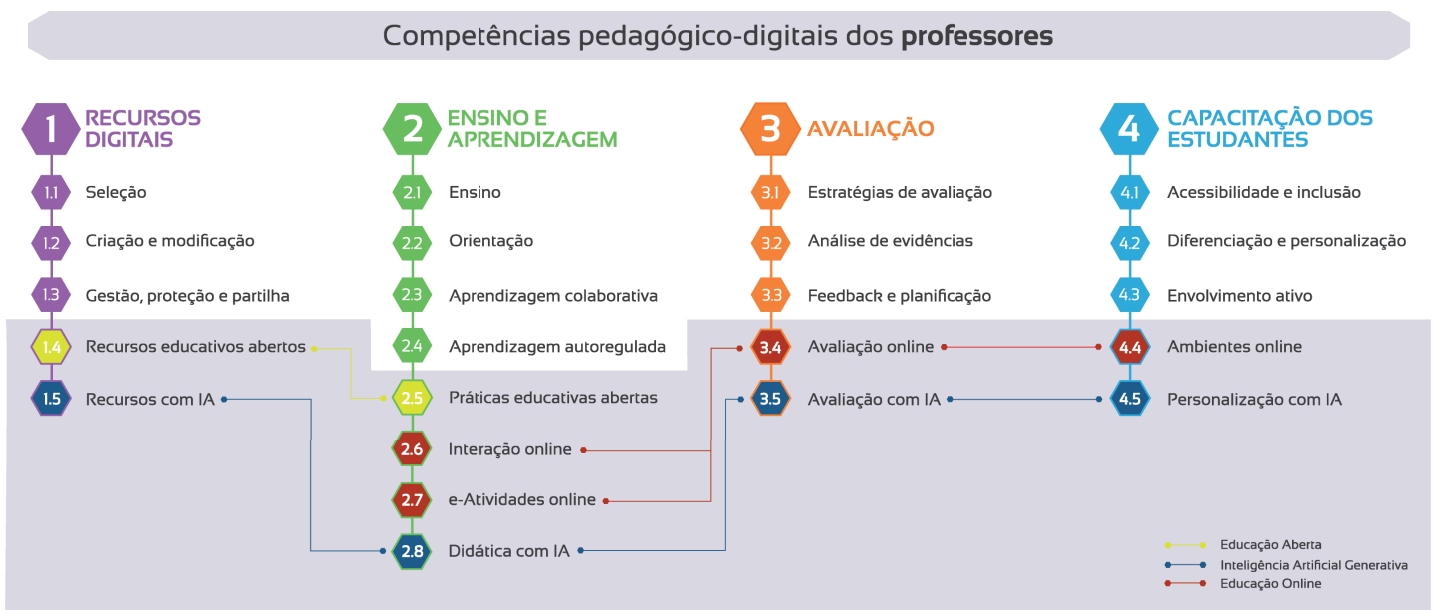 Competências pedagógico-digitais dos professores
1
RECURSOS
DIGITAIS
1.1 Seleção
1.2 Criação e modificação
1.3 Gestão, proteção e partilha
1.4 Recursos educativos abertos
1.5 Recursos com IA
2
ENSINO E
APRENDIZAGEM
2.1 Ensino
2.2 Orientação
2.3 Aprendizagem colaborativa
2.4 Aprendizagem autoregulada
2.5 Práticas educativas abertas
2.6 Interação online
2.7 e-Atividades online
2.8 Didática com IA
3
AVALIAÇÃO
3.1 Estratégias de avaliação
3.2 Análise de evidências
3.3 Feedback e planificação
3.4 Avaliação online
3.5 Avaliação com IA
4
CAPACITAÇÃO DOS
ESTUDANTES
4.1 Acessibilidade e inclusão
4.2 Diferenciação e personalização
4.3 Envolvimento ativo
4.4 Ambientes online
4.5 Personalização com IA
Educação Aberta
Inteligência Artificial Generativa
Educação Online